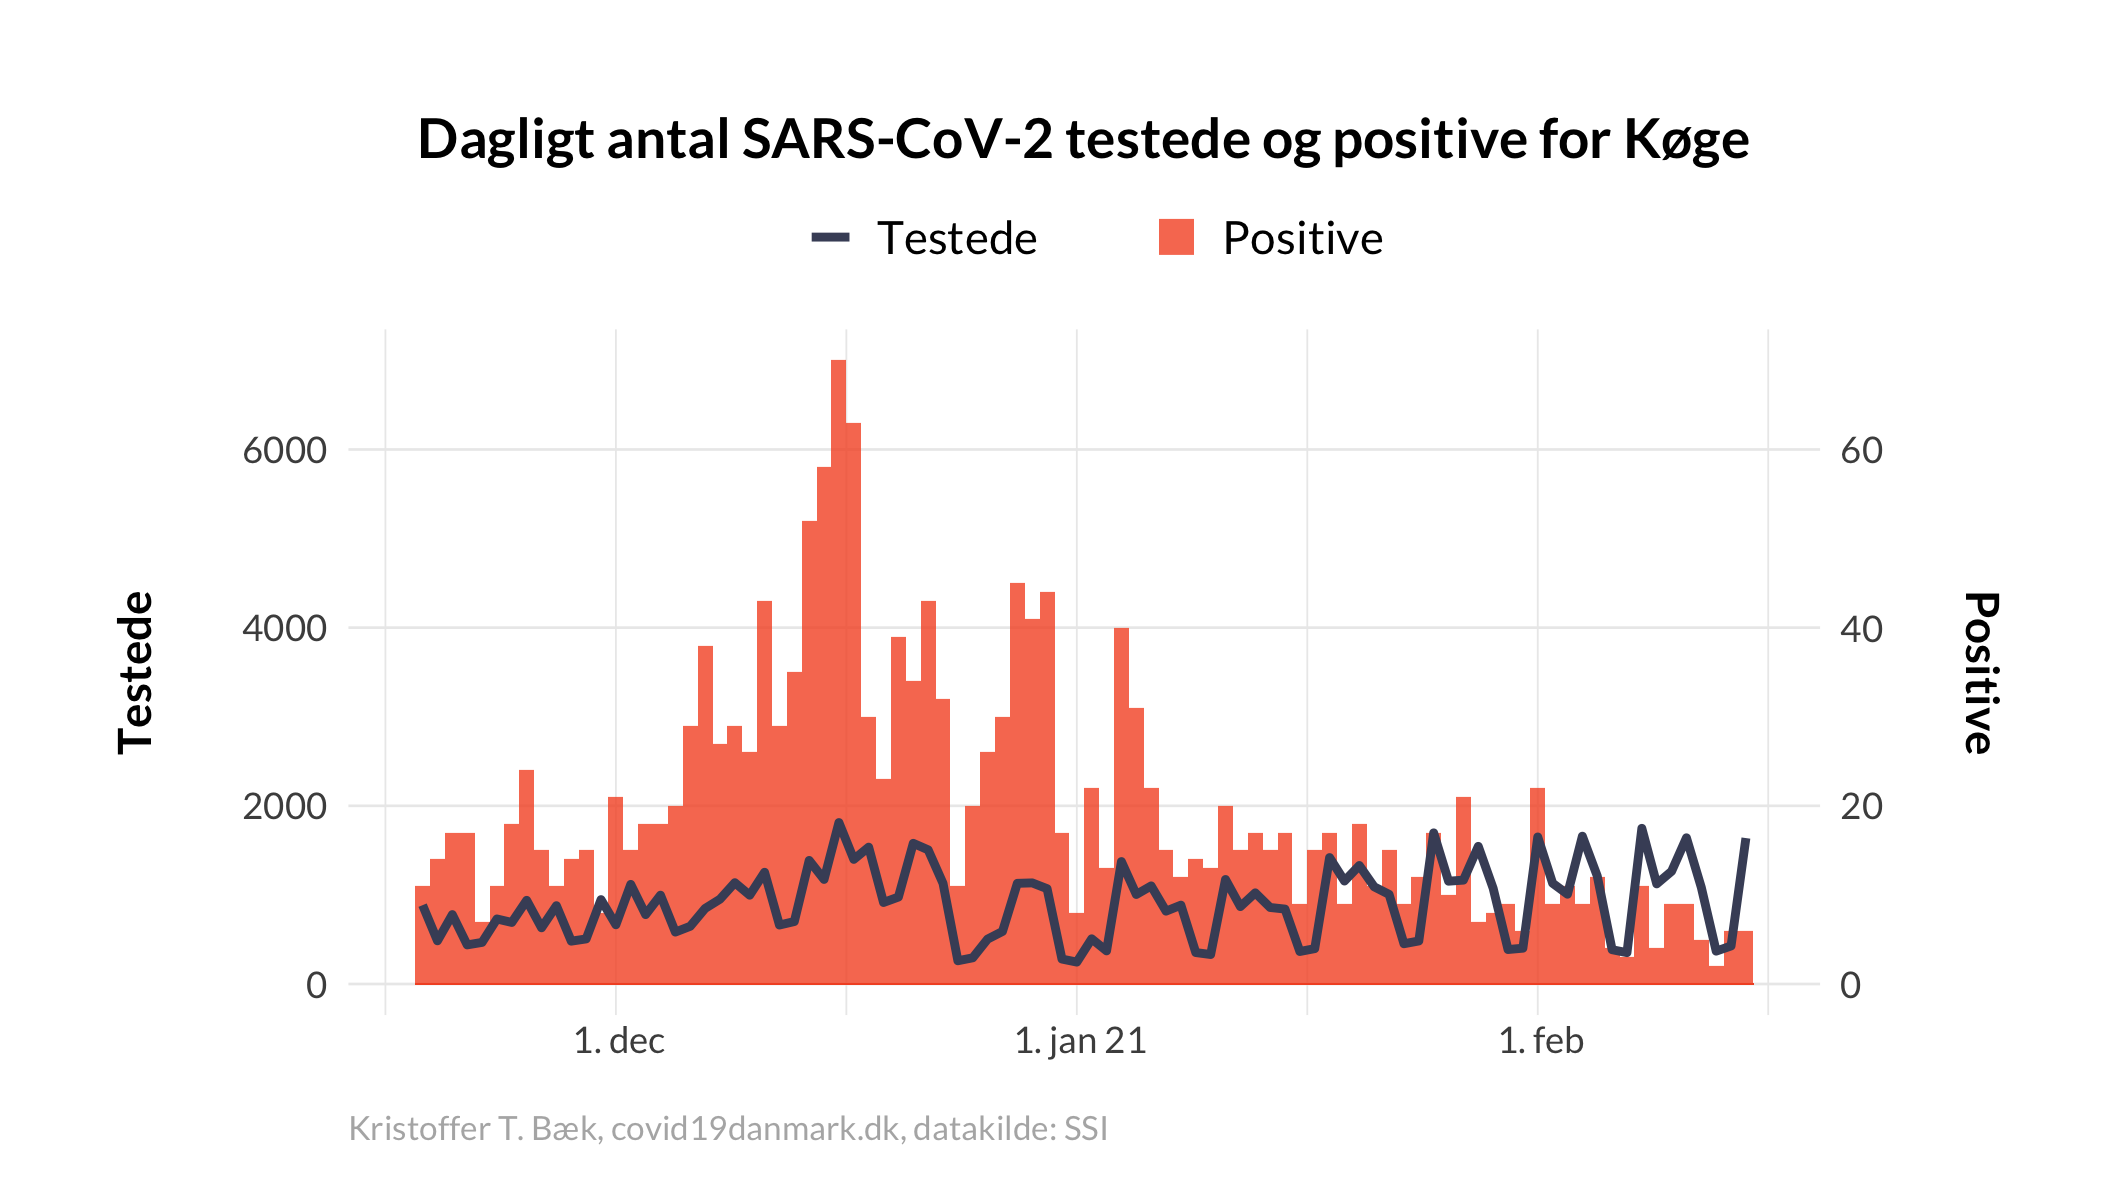 Dagligt antal SARS-CoV-2 testede og positive for Køge
Testede Positive
6000 60
4000 40
2000 20
0 0
Testede
Positive
1. dec 1. jan 21 1. feb
Kristoffer T. Bæk, covid19danmark.dk, datakilde: SSI